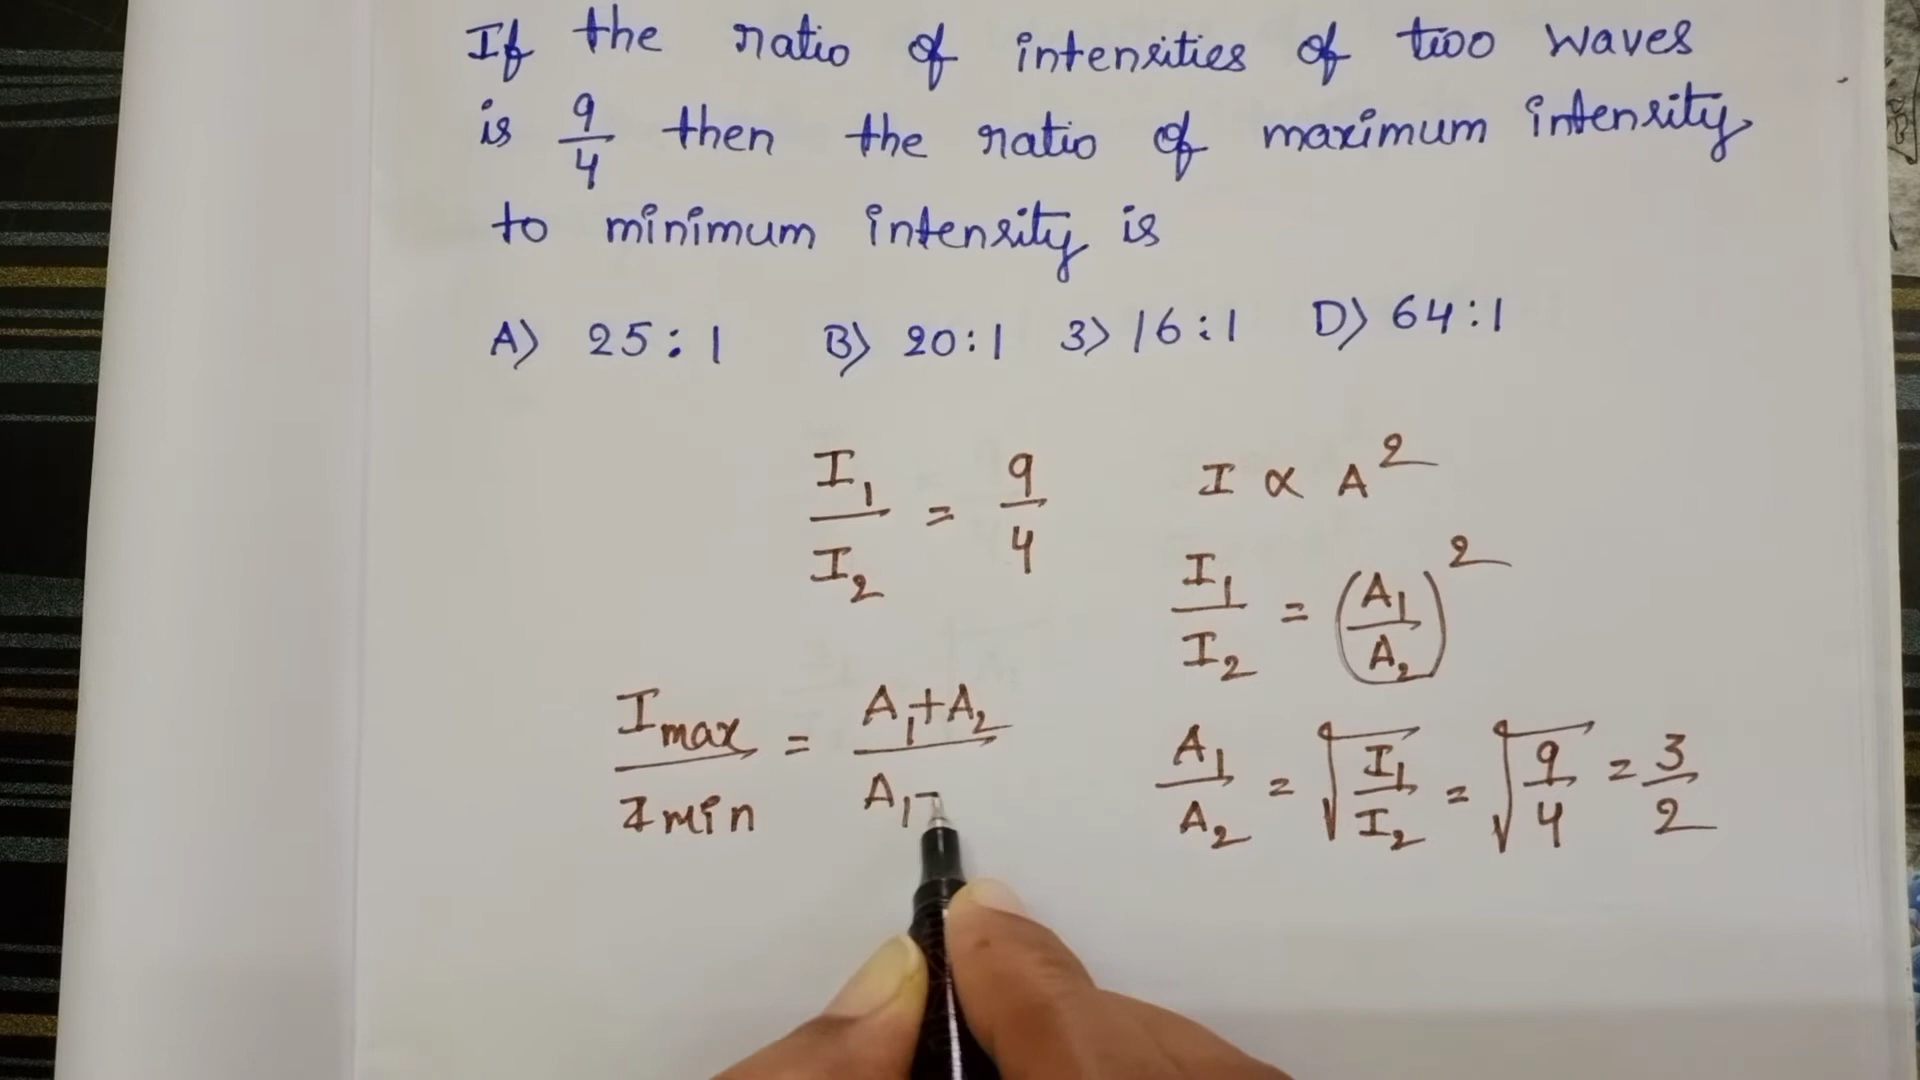 If the ratio of intensities of two waves
is 9/4 then the ratio of maximum intensity
to minimum intensity is
A) 25:1 B) 20:1 3) 16:1 D) 64:1
I₁/I₂ = 9/4
I ∝ A²
I₁/I₂ = (A₁/A₂)²
Imax/Imin = A₁+A₂/A₁-
A₁/A₂ = √I₁/I₂ = √9/4 = 3/2